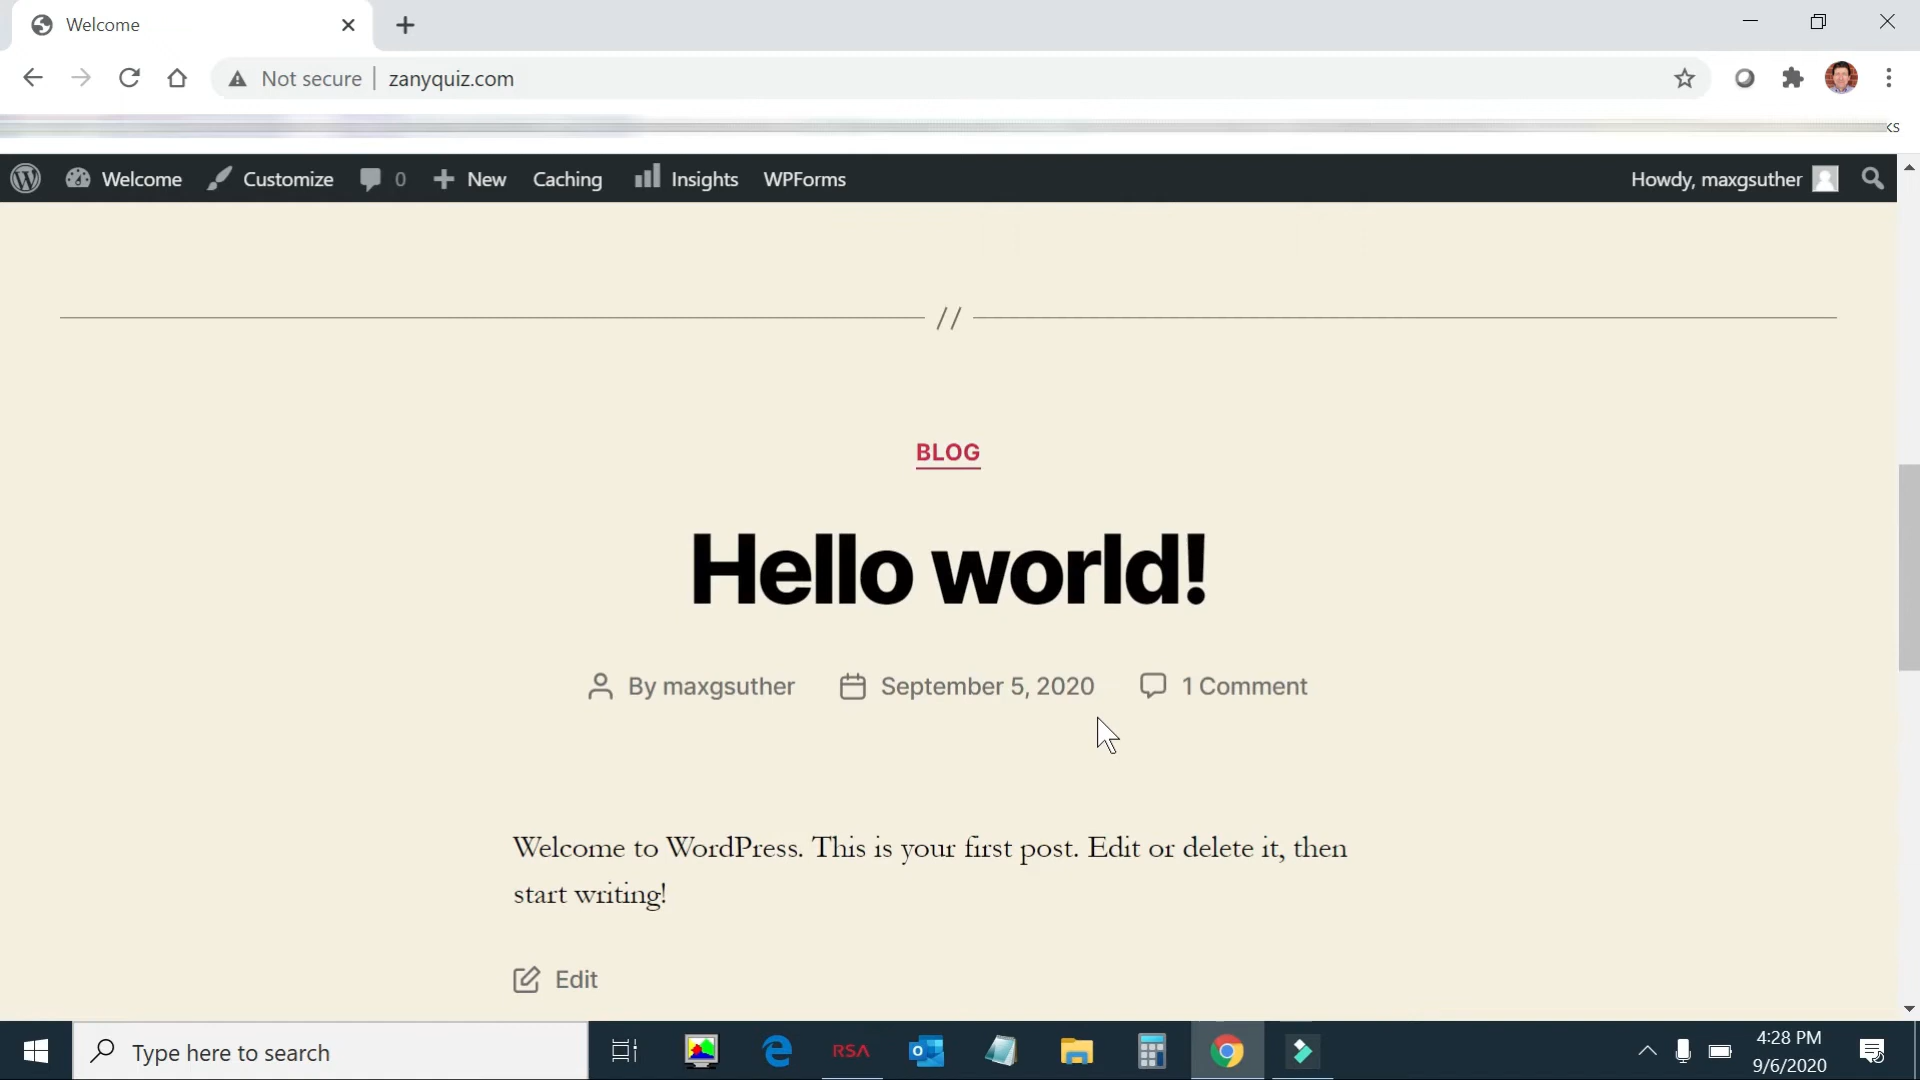 Welcome
Not secure | zanyquiz.com
Welcome Customize 0 New Caching Insights WPForms Howdy, maxgsuther
//
BLOG
Hello world!
By maxgsuther September 5, 2020 1 Comment
Welcome to WordPress. This is your first post. Edit or delete it, then
start writing!
Edit
Type here to search
RSA
4:28 PM
9/6/2020